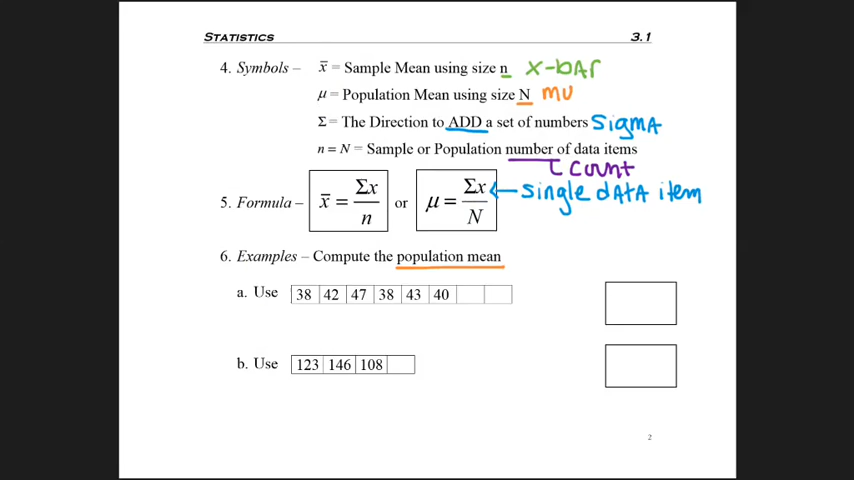 STATISTICS 3.1
4. Symbols – x̄ = Sample Mean using size n x-bAr
μ = Population Mean using size N mu
Σ = The Direction to ADD a set of numbers SigmA
n = N = Sample or Population number of data items
Count
5. Formula – x̄ = Σx / n or μ = Σx / N single dAtA item
6. Examples – Compute the population mean
a. Use 38 42 47 38 43 40
b. Use 123 146 108
2